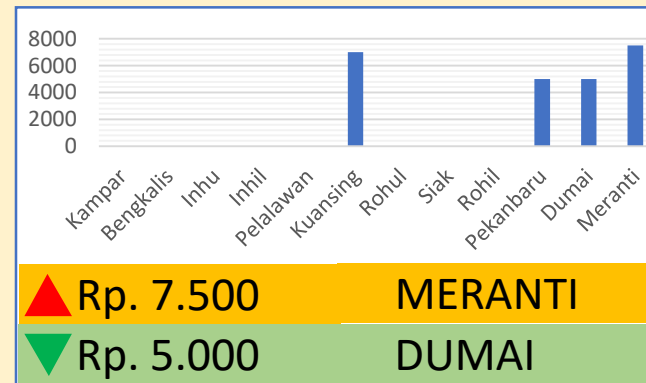 8000
6000
4000
2000
0
Kampar
Bengkalis
Inhu
Inhil
Pelalawan
Kuansing
Rohul
Siak
Rohil
Pekanbaru
Dumai
Meranti
Rp. 7.500 MERANTI
Rp. 5.000 DUMAI